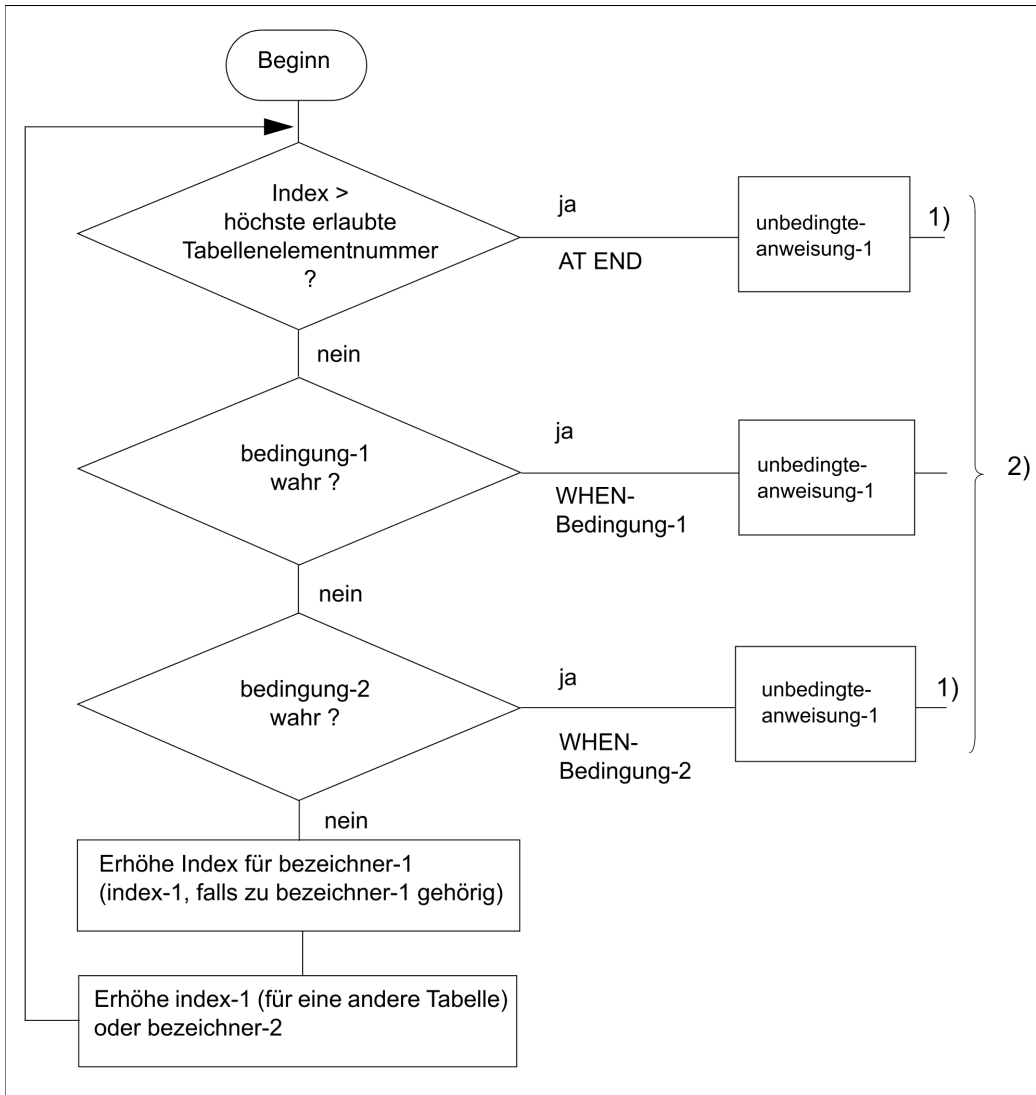 Beginn
Index >
höchste erlaubte
Tabellenelementnummer
?
ja
AT END
unbedingte-
anweisung-1
1)
nein
bedingung-1
wahr ?
ja
WHEN-
Bedingung-1
unbedingte-
anweisung-1
2)
nein
bedingung-2
wahr ?
ja
WHEN-
Bedingung-2
unbedingte-
anweisung-1
1)
nein
Erhöhe Index für bezeichner-1
(index-1, falls zu bezeichner-1 gehörig)
Erhöhe index-1 (für eine andere Tabelle)
oder bezeichner-2